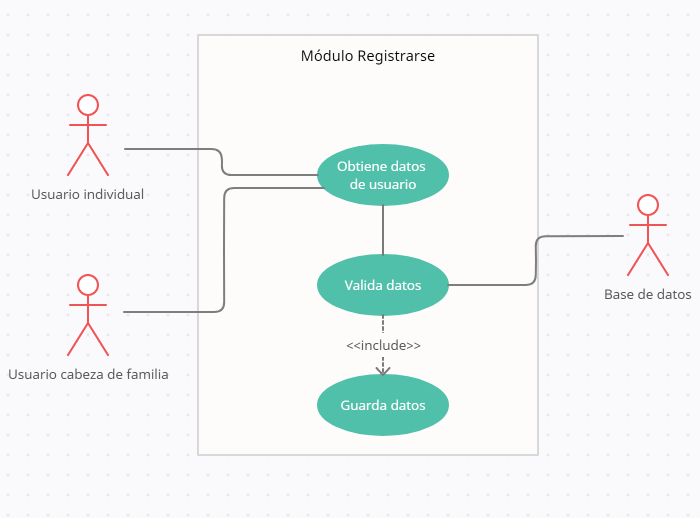 Módulo Registrarse
Obtiene datos
de usuario
Usuario individual
Valida datos
Base de datos
<<include>>
Usuario cabeza de familia
Guarda datos